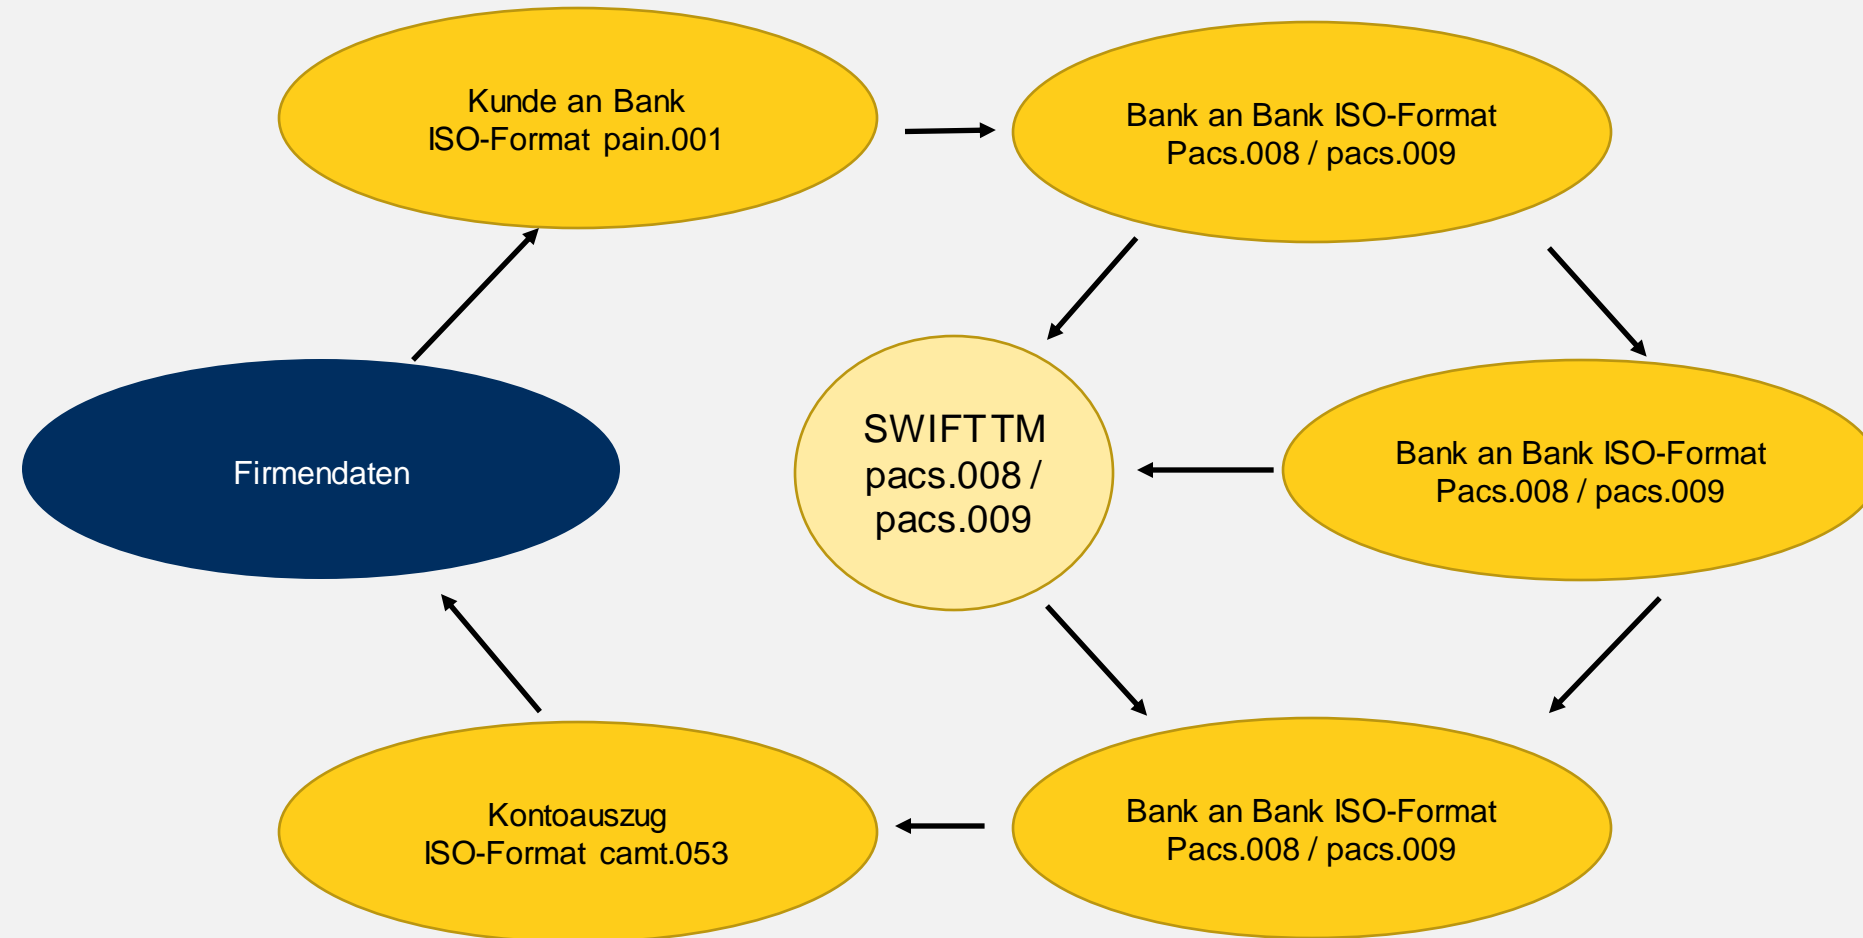 Kunde an Bank
ISO-Format pain.001
Bank an Bank ISO-Format
Pacs.008 / pacs.009
SWIFT TM
pacs.008 /
pacs.009
Bank an Bank ISO-Format
Pacs.008 / pacs.009
Firmendaten
Kontoauszug
ISO-Format camt.053
Bank an Bank ISO-Format
Pacs.008 / pacs.009